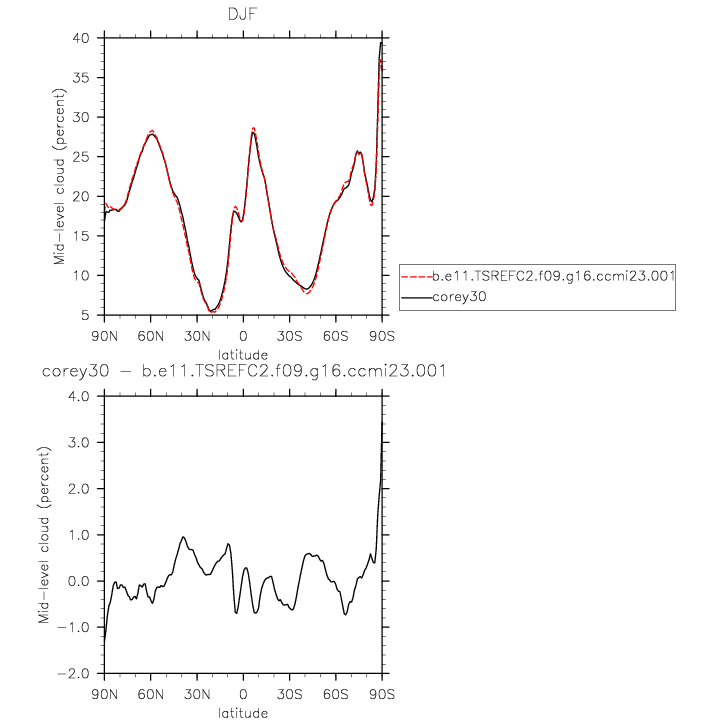 DJF
Mid-level cloud (percent)
40
35
30
25
20
15
10
5
90N 60N 30N 0 30S 60S 90S
latitude
b.e11.TSREFC2.f09.g16.ccmi23.001
corey30
corey30 - b.e11.TSREFC2.f09.g16.ccmi23.001
Mid-level cloud (percent)
4.0
3.0
2.0
1.0
0.0
-1.0
-2.0
90N 60N 30N 0 30S 60S 90S
latitude